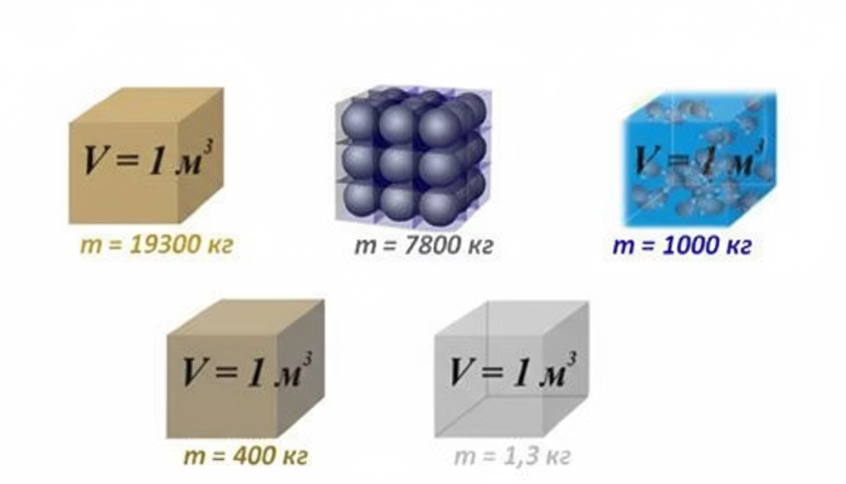 V = 1 м³
V = 1 м³
m = 19300 кг
m = 7800 кг
m = 1000 кг
V = 1 м³
V = 1 м³
m = 400 кг
m = 1,3 кг